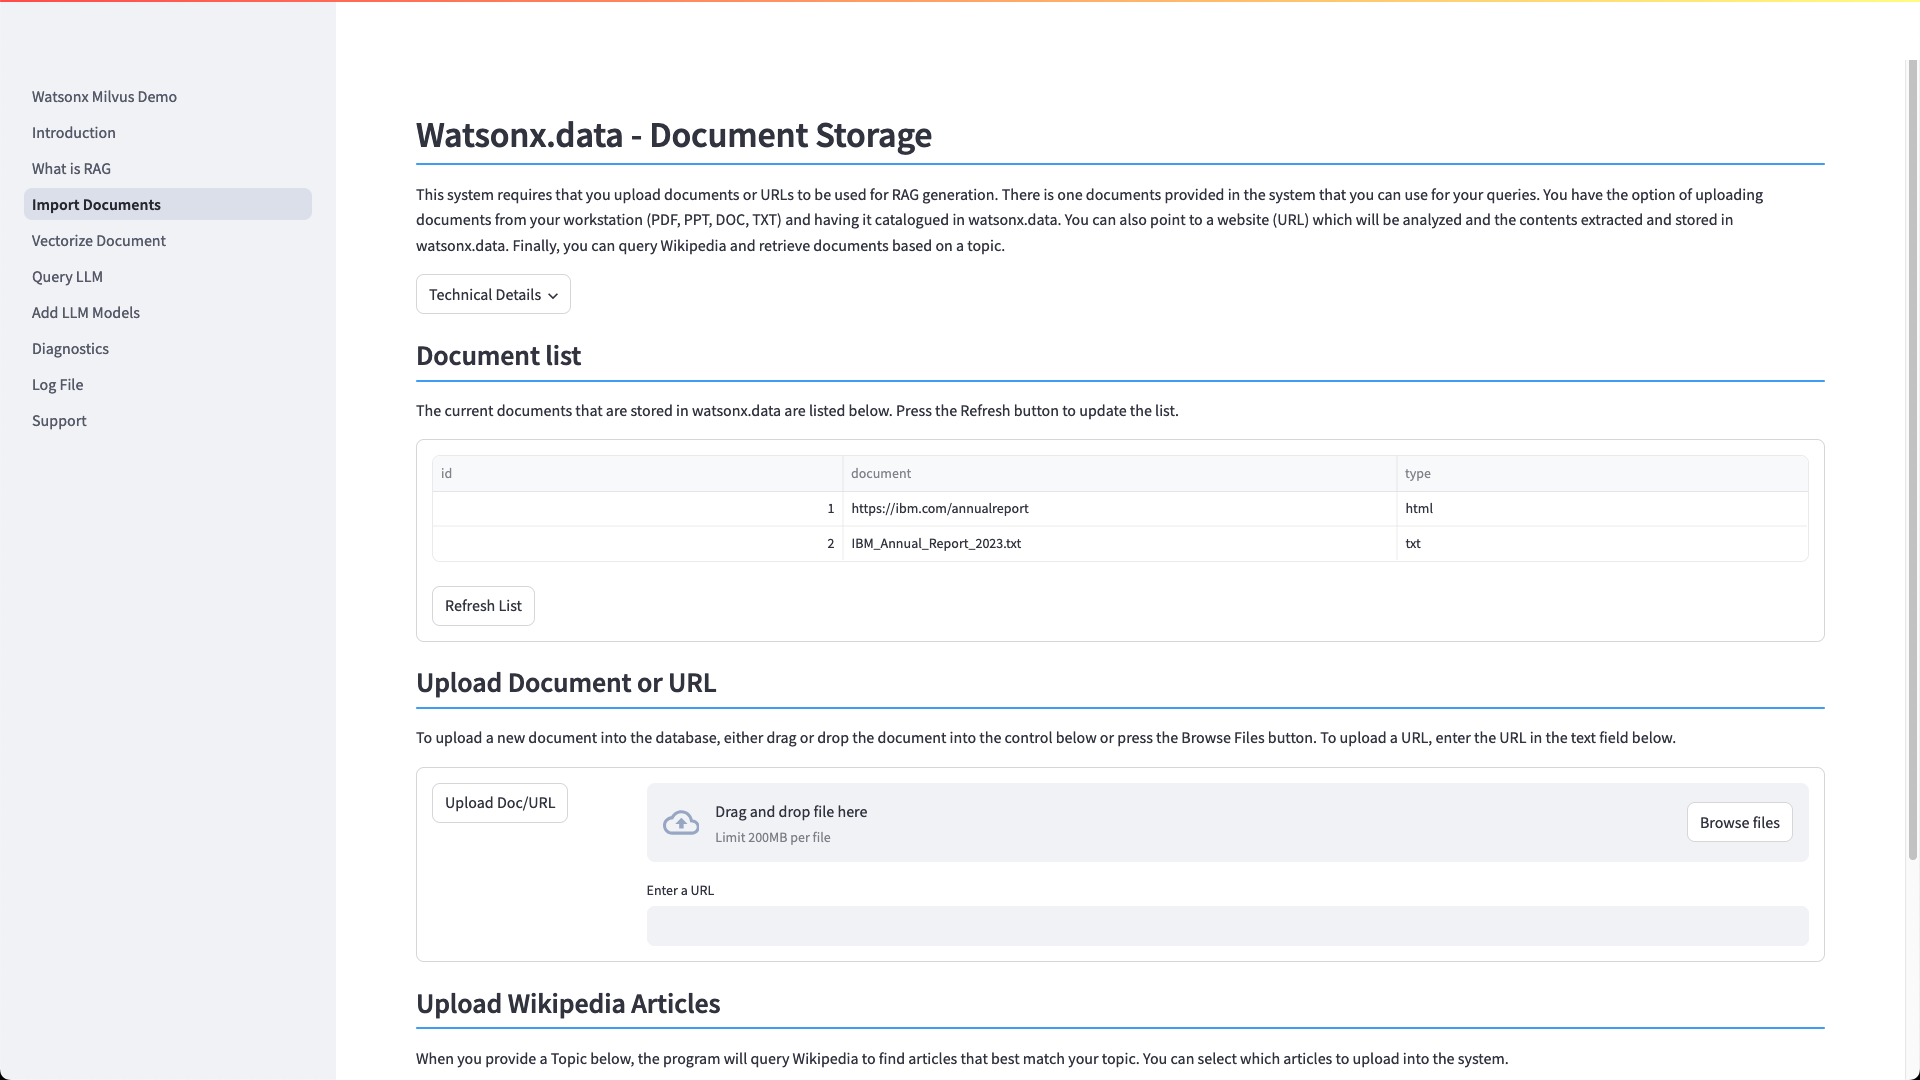 Watsonx Milvus Demo
Introduction
What is RAG
Import Documents
Vectorize Document
Query LLM
Add LLM Models
Diagnostics
Log File
Support
Watsonx.data - Document Storage
This system requires that you upload documents or URLs to be used for RAG generation. There is one documents provided in the system that you can use for your queries. You have the option of uploading
documents from your workstation (PDF, PPT, DOC, TXT) and having it catalogued in watsonx.data. You can also point to a website (URL) which will be analyzed and the contents extracted and stored in
watsonx.data. Finally, you can query Wikipedia and retrieve documents based on a topic.
Technical Details
Document list
The current documents that are stored in watsonx.data are listed below. Press the Refresh button to update the list.
id document type
1 https://ibm.com/annualreport html
2 IBM_Annual_Report_2023.txt txt
Refresh List
Upload Document or URL
To upload a new document into the database, either drag or drop the document into the control below or press the Browse Files button. To upload a URL, enter the URL in the text field below.
Upload Doc/URL
Drag and drop file here
Limit 200MB per file
Browse files
Enter a URL
Upload Wikipedia Articles
When you provide a Topic below, the program will query Wikipedia to find articles that best match your topic. You can select which articles to upload into the system.